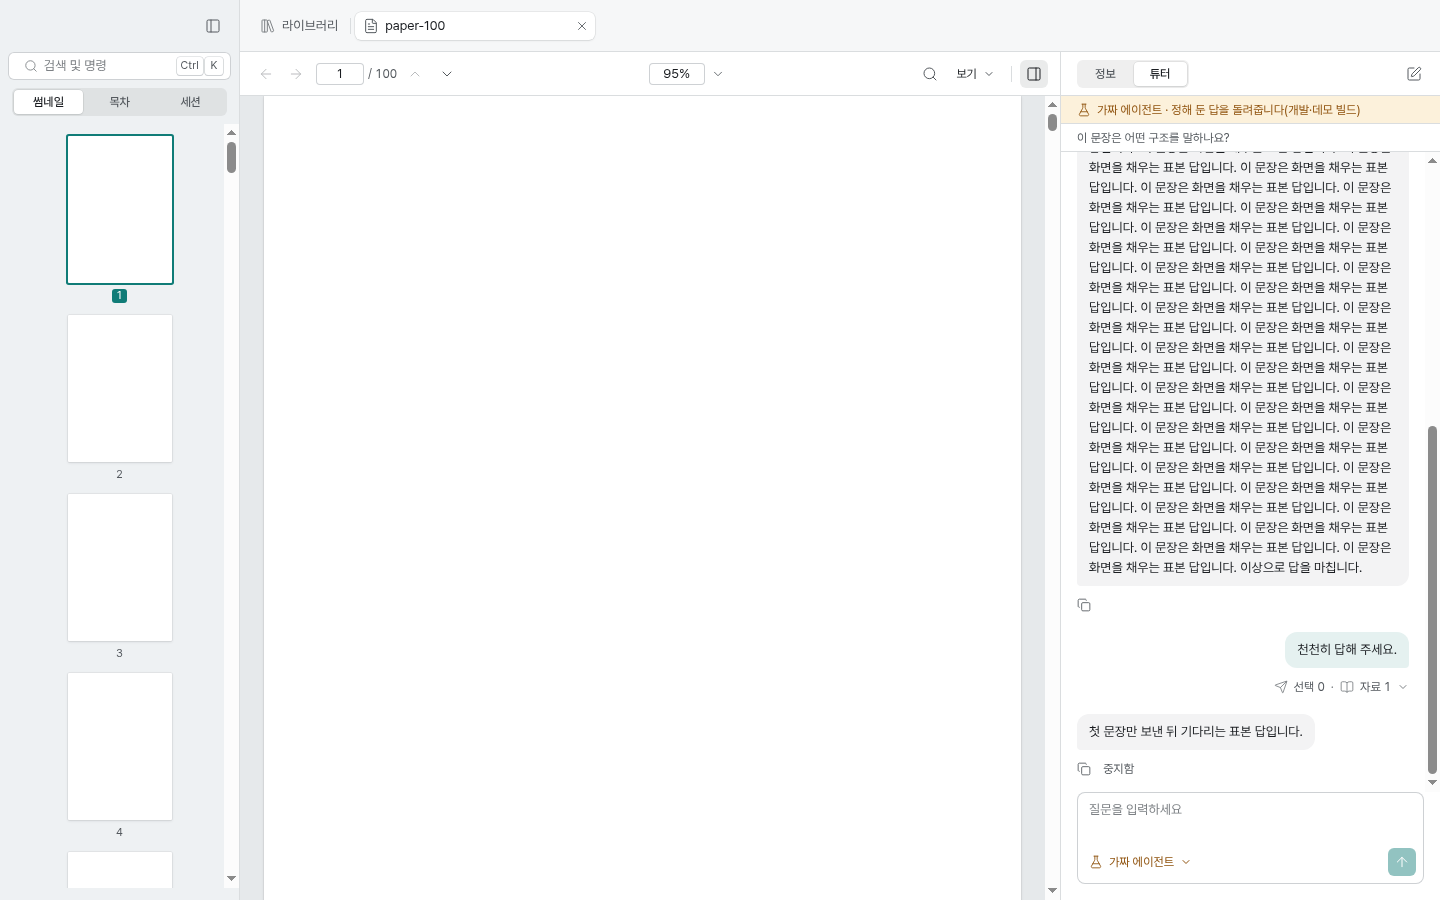 라이브러리
paper-100
검색 및 명령
Ctrl K
썸네일 목차 세션
1
2
3
4
1 / 100
95%
보기
정보 튜터
가짜 에이전트 · 정해 둔 답을 돌려줍니다(개발·데모 빌드)
이 문장은 어떤 구조를 말하나요?
화면을 채우는 표본 답입니다. 이 문장은 화면을 채우는 표본
답입니다. 이 문장은 화면을 채우는 표본 답입니다. 이 문장은
화면을 채우는 표본 답입니다. 이 문장은 화면을 채우는 표본
답입니다. 이 문장은 화면을 채우는 표본 답입니다. 이 문장은
화면을 채우는 표본 답입니다. 이 문장은 화면을 채우는 표본
답입니다. 이 문장은 화면을 채우는 표본 답입니다. 이 문장은
화면을 채우는 표본 답입니다. 이 문장은 화면을 채우는 표본
답입니다. 이 문장은 화면을 채우는 표본 답입니다. 이 문장은
화면을 채우는 표본 답입니다. 이 문장은 화면을 채우는 표본
답입니다. 이 문장은 화면을 채우는 표본 답입니다. 이 문장은
화면을 채우는 표본 답입니다. 이 문장은 화면을 채우는 표본
답입니다. 이 문장은 화면을 채우는 표본 답입니다. 이 문장은
화면을 채우는 표본 답입니다. 이 문장은 화면을 채우는 표본
답입니다. 이 문장은 화면을 채우는 표본 답입니다. 이 문장은
화면을 채우는 표본 답입니다. 이 문장은 화면을 채우는 표본
답입니다. 이 문장은 화면을 채우는 표본 답입니다. 이 문장은
화면을 채우는 표본 답입니다. 이 문장은 화면을 채우는 표본
답입니다. 이 문장은 화면을 채우는 표본 답입니다. 이 문장은
화면을 채우는 표본 답입니다. 이 문장은 화면을 채우는 표본
답입니다. 이 문장은 화면을 채우는 표본 답입니다. 이 문장은
화면을 채우는 표본 답입니다. 이상으로 답을 마칩니다.
천천히 답해 주세요.
선택 0 · 자료 1
첫 문장만 보낸 뒤 기다리는 표본 답입니다.
중지함
질문을 입력하세요
가짜 에이전트